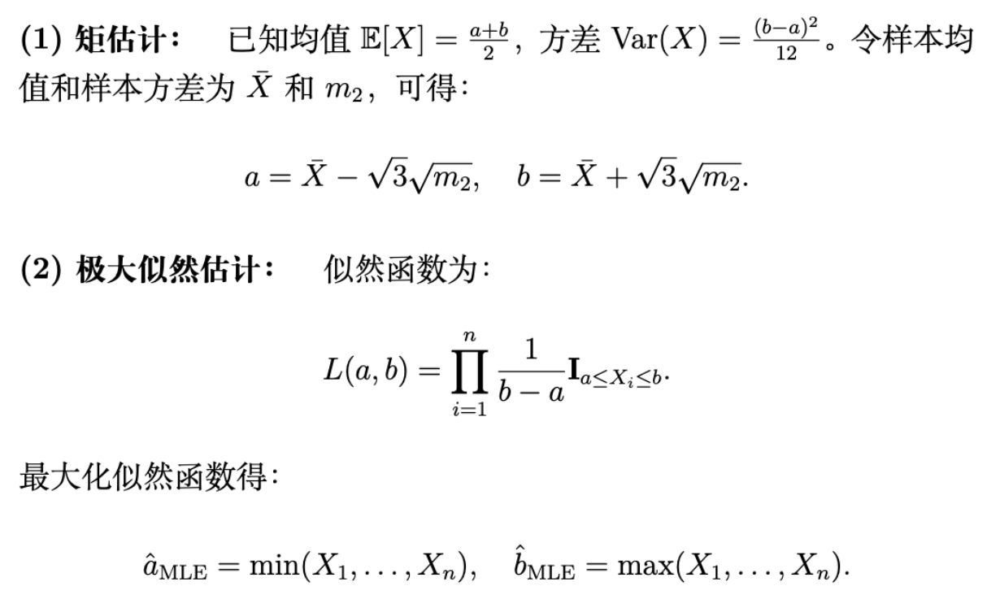 (1) 矩估计： 已知均值 $\mathbb{E}[X] = \frac{a+b}{2}$, 方差 $\mathrm{Var}(X) = \frac{(b-a)^2}{12}$。令样本均
值和样本方差为 $\bar{X}$ 和 $m_2$, 可得：
$a = \bar{X} - \sqrt{3}\sqrt{m_2}, \quad b = \bar{X} + \sqrt{3}\sqrt{m_2}.$
(2) 极大似然估计： 似然函数为：
$L(a, b) = \prod_{i=1}^{n} \frac{1}{b-a} \mathbf{I}_{a \leq X_i \leq b}.$
最大化似然函数得：
$\hat{a}_{\mathrm{MLE}} = \min(X_1, \ldots, X_n), \quad \hat{b}_{\mathrm{MLE}} = \max(X_1, \ldots, X_n).$